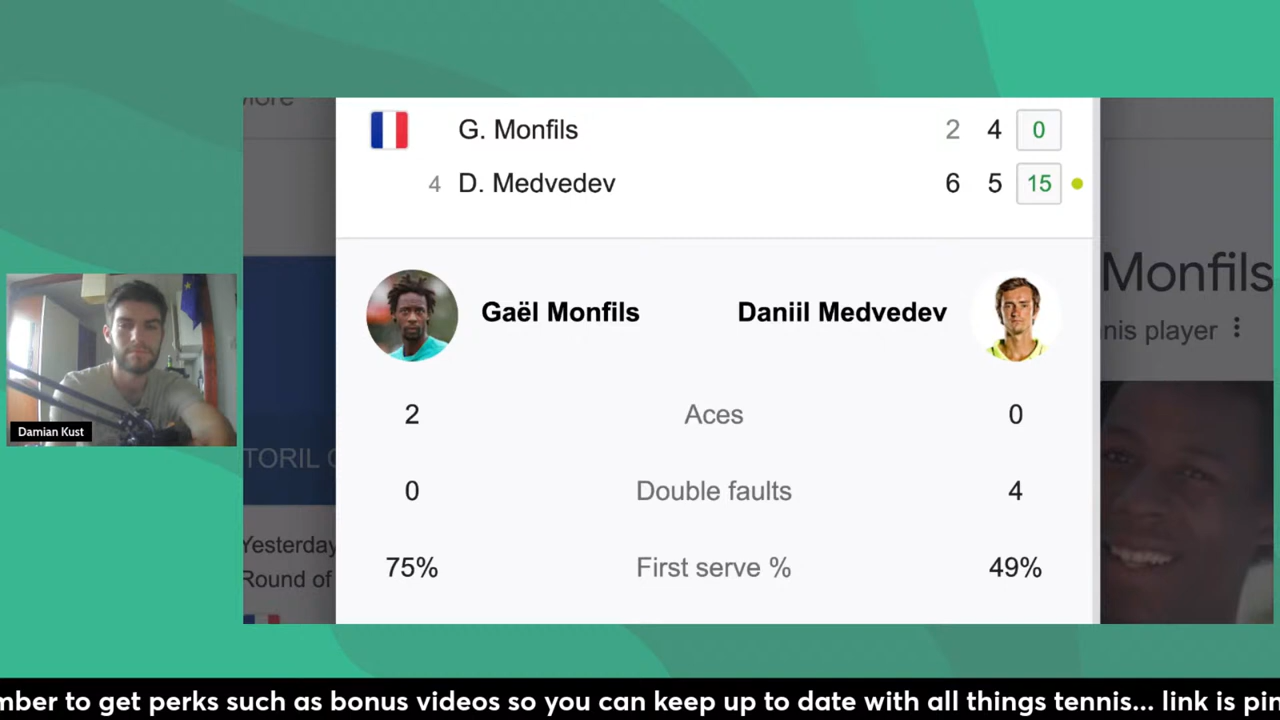 More
G. Monfils 2 4 0
4 D. Medvedev 6 5 15
Monfils
nis player
Gaël Monfils Daniil Medvedev
2 Aces 0
0 Double faults 4
75% First serve % 49%
Damian Kust
TORIL
Yesterday
Round of
mber to get perks such as bonus videos so you can keep up to date with all things tennis... link is pin